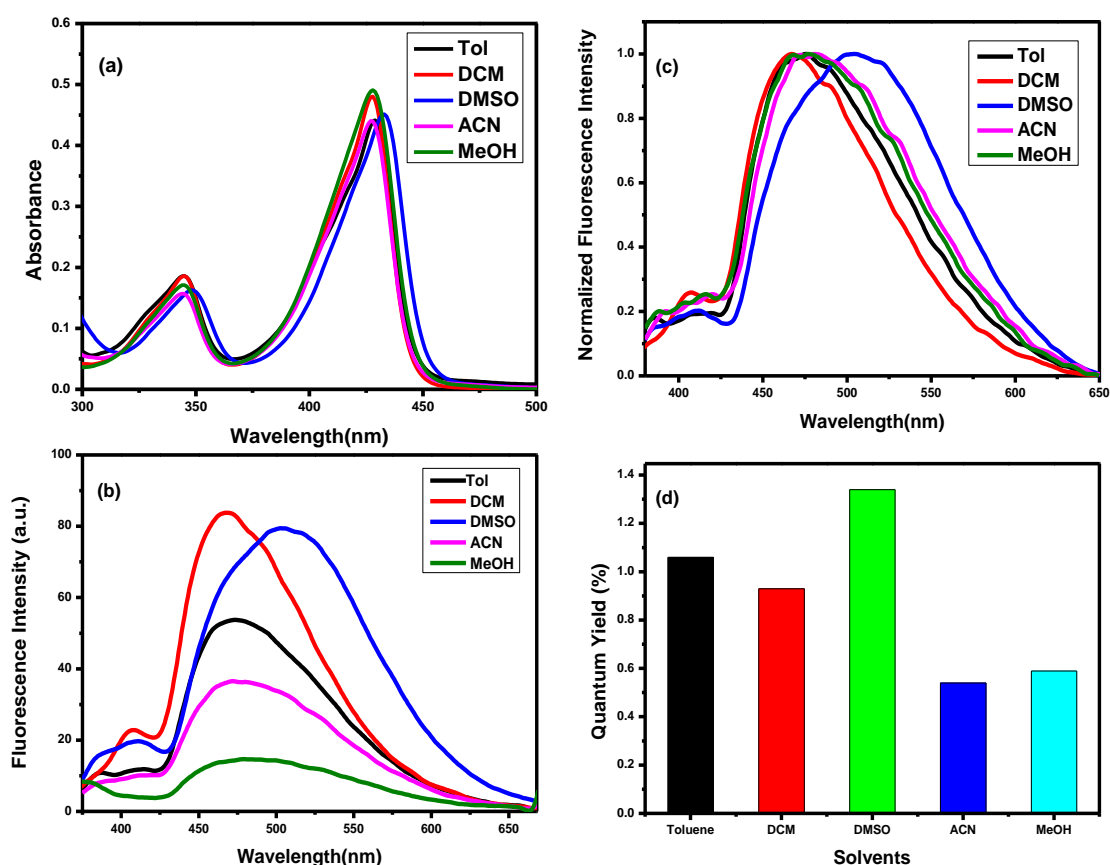 (a)
Tol
DCM
DMSO
ACN
MeOH
0.6
0.5
0.4
0.3
0.2
0.1
0.0
Absorbance
300
350
400
450
500
Wavelength(nm)
(c)
Tol
DCM
DMSO
ACN
MeOH
1.0
0.8
0.6
0.4
0.2
0.0
Normalized Fluorescence Intensity
400
450
500
550
600
650
Wavelength(nm)
(b)
Tol
DCM
DMSO
ACN
MeOH
100
80
60
40
20
0
Fluorescence Intensity (a.u.)
400
450
500
550
600
650
Wavelength(nm)
(d)
1.4
1.2
1.0
0.8
0.6
0.4
0.2
0.0
Quantum Yield (%)
Toluene
DCM
DMSO
ACN
MeOH
Solvents